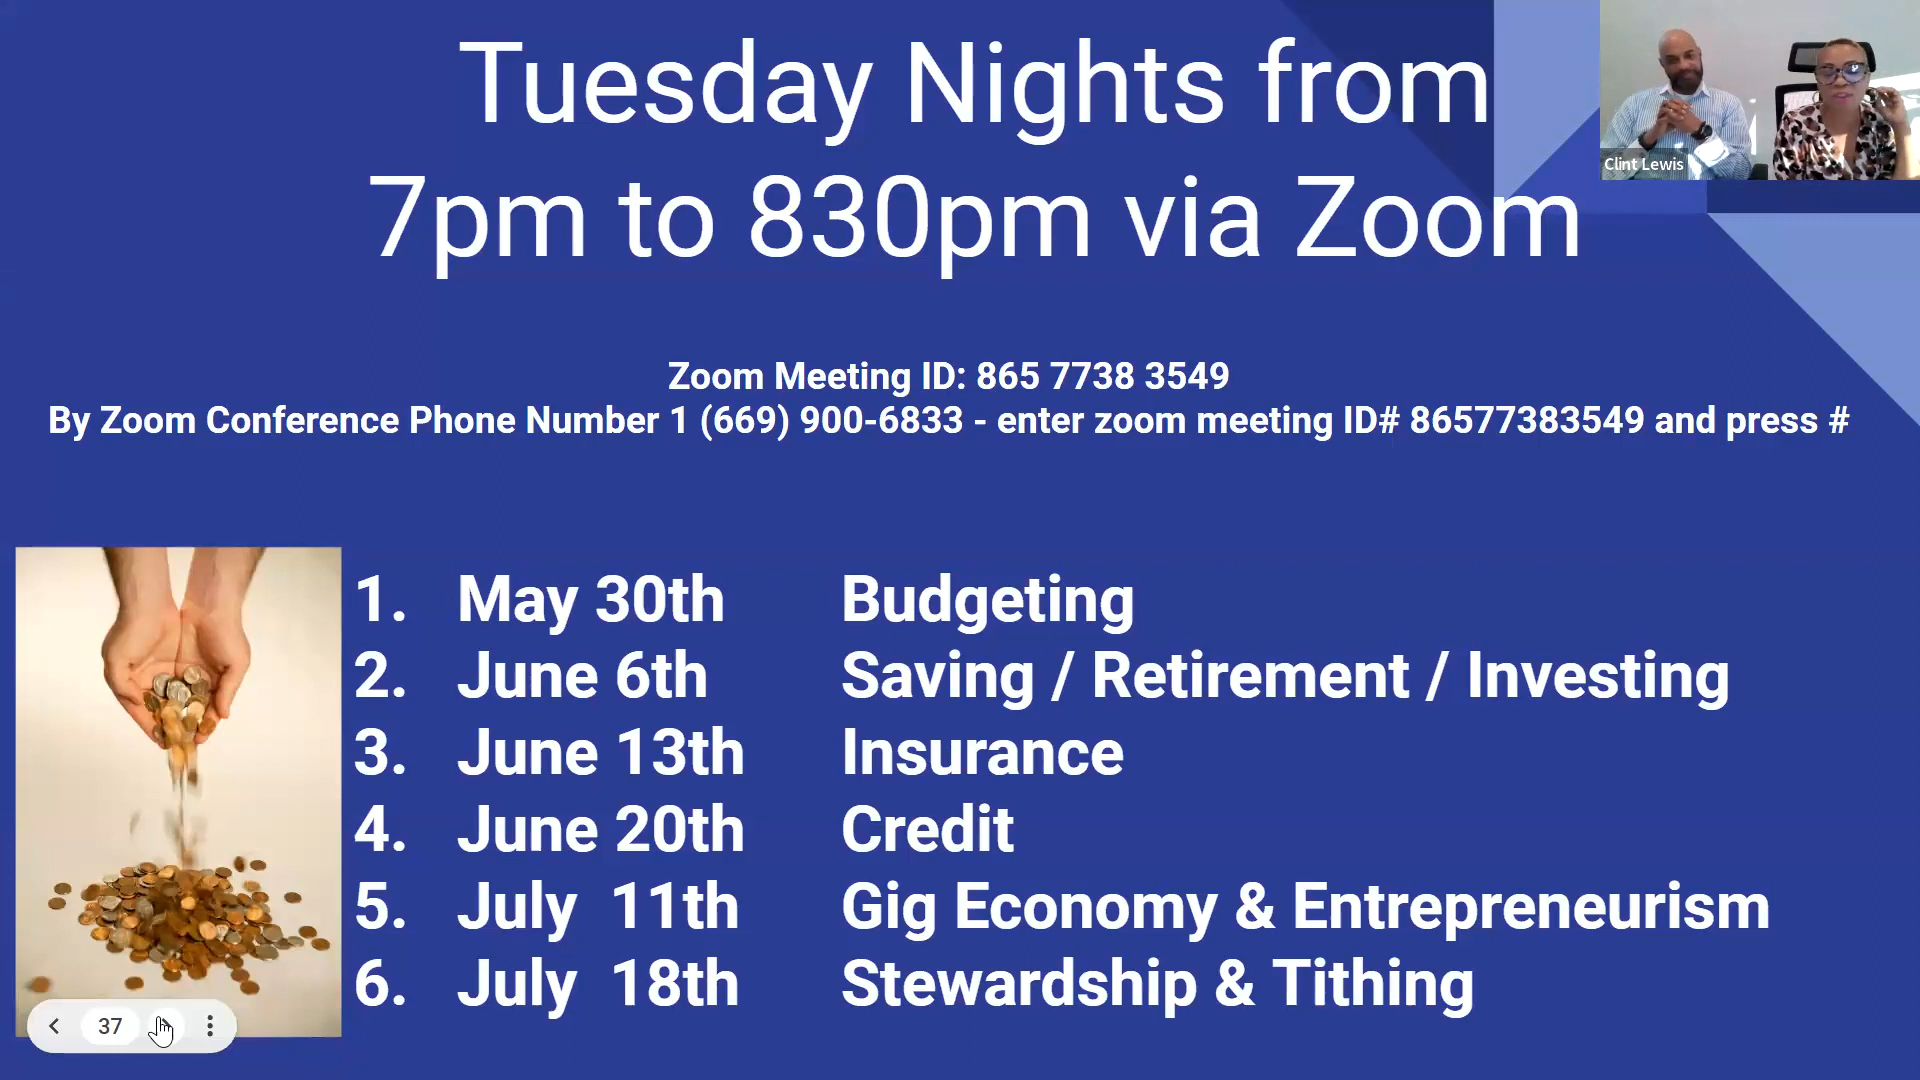 Tuesday Nights from
7pm to 830pm via Zoom
Clint Lewis
Zoom Meeting ID: 865 7738 3549
By Zoom Conference Phone Number 1 (669) 900-6833 - enter zoom meeting ID# 86577383549 and press #
1. May 30th Budgeting
2. June 6th Saving / Retirement / Investing
3. June 13th Insurance
4. June 20th Credit
5. July 11th Gig Economy & Entrepreneurism
6. July 18th Stewardship & Tithing
37